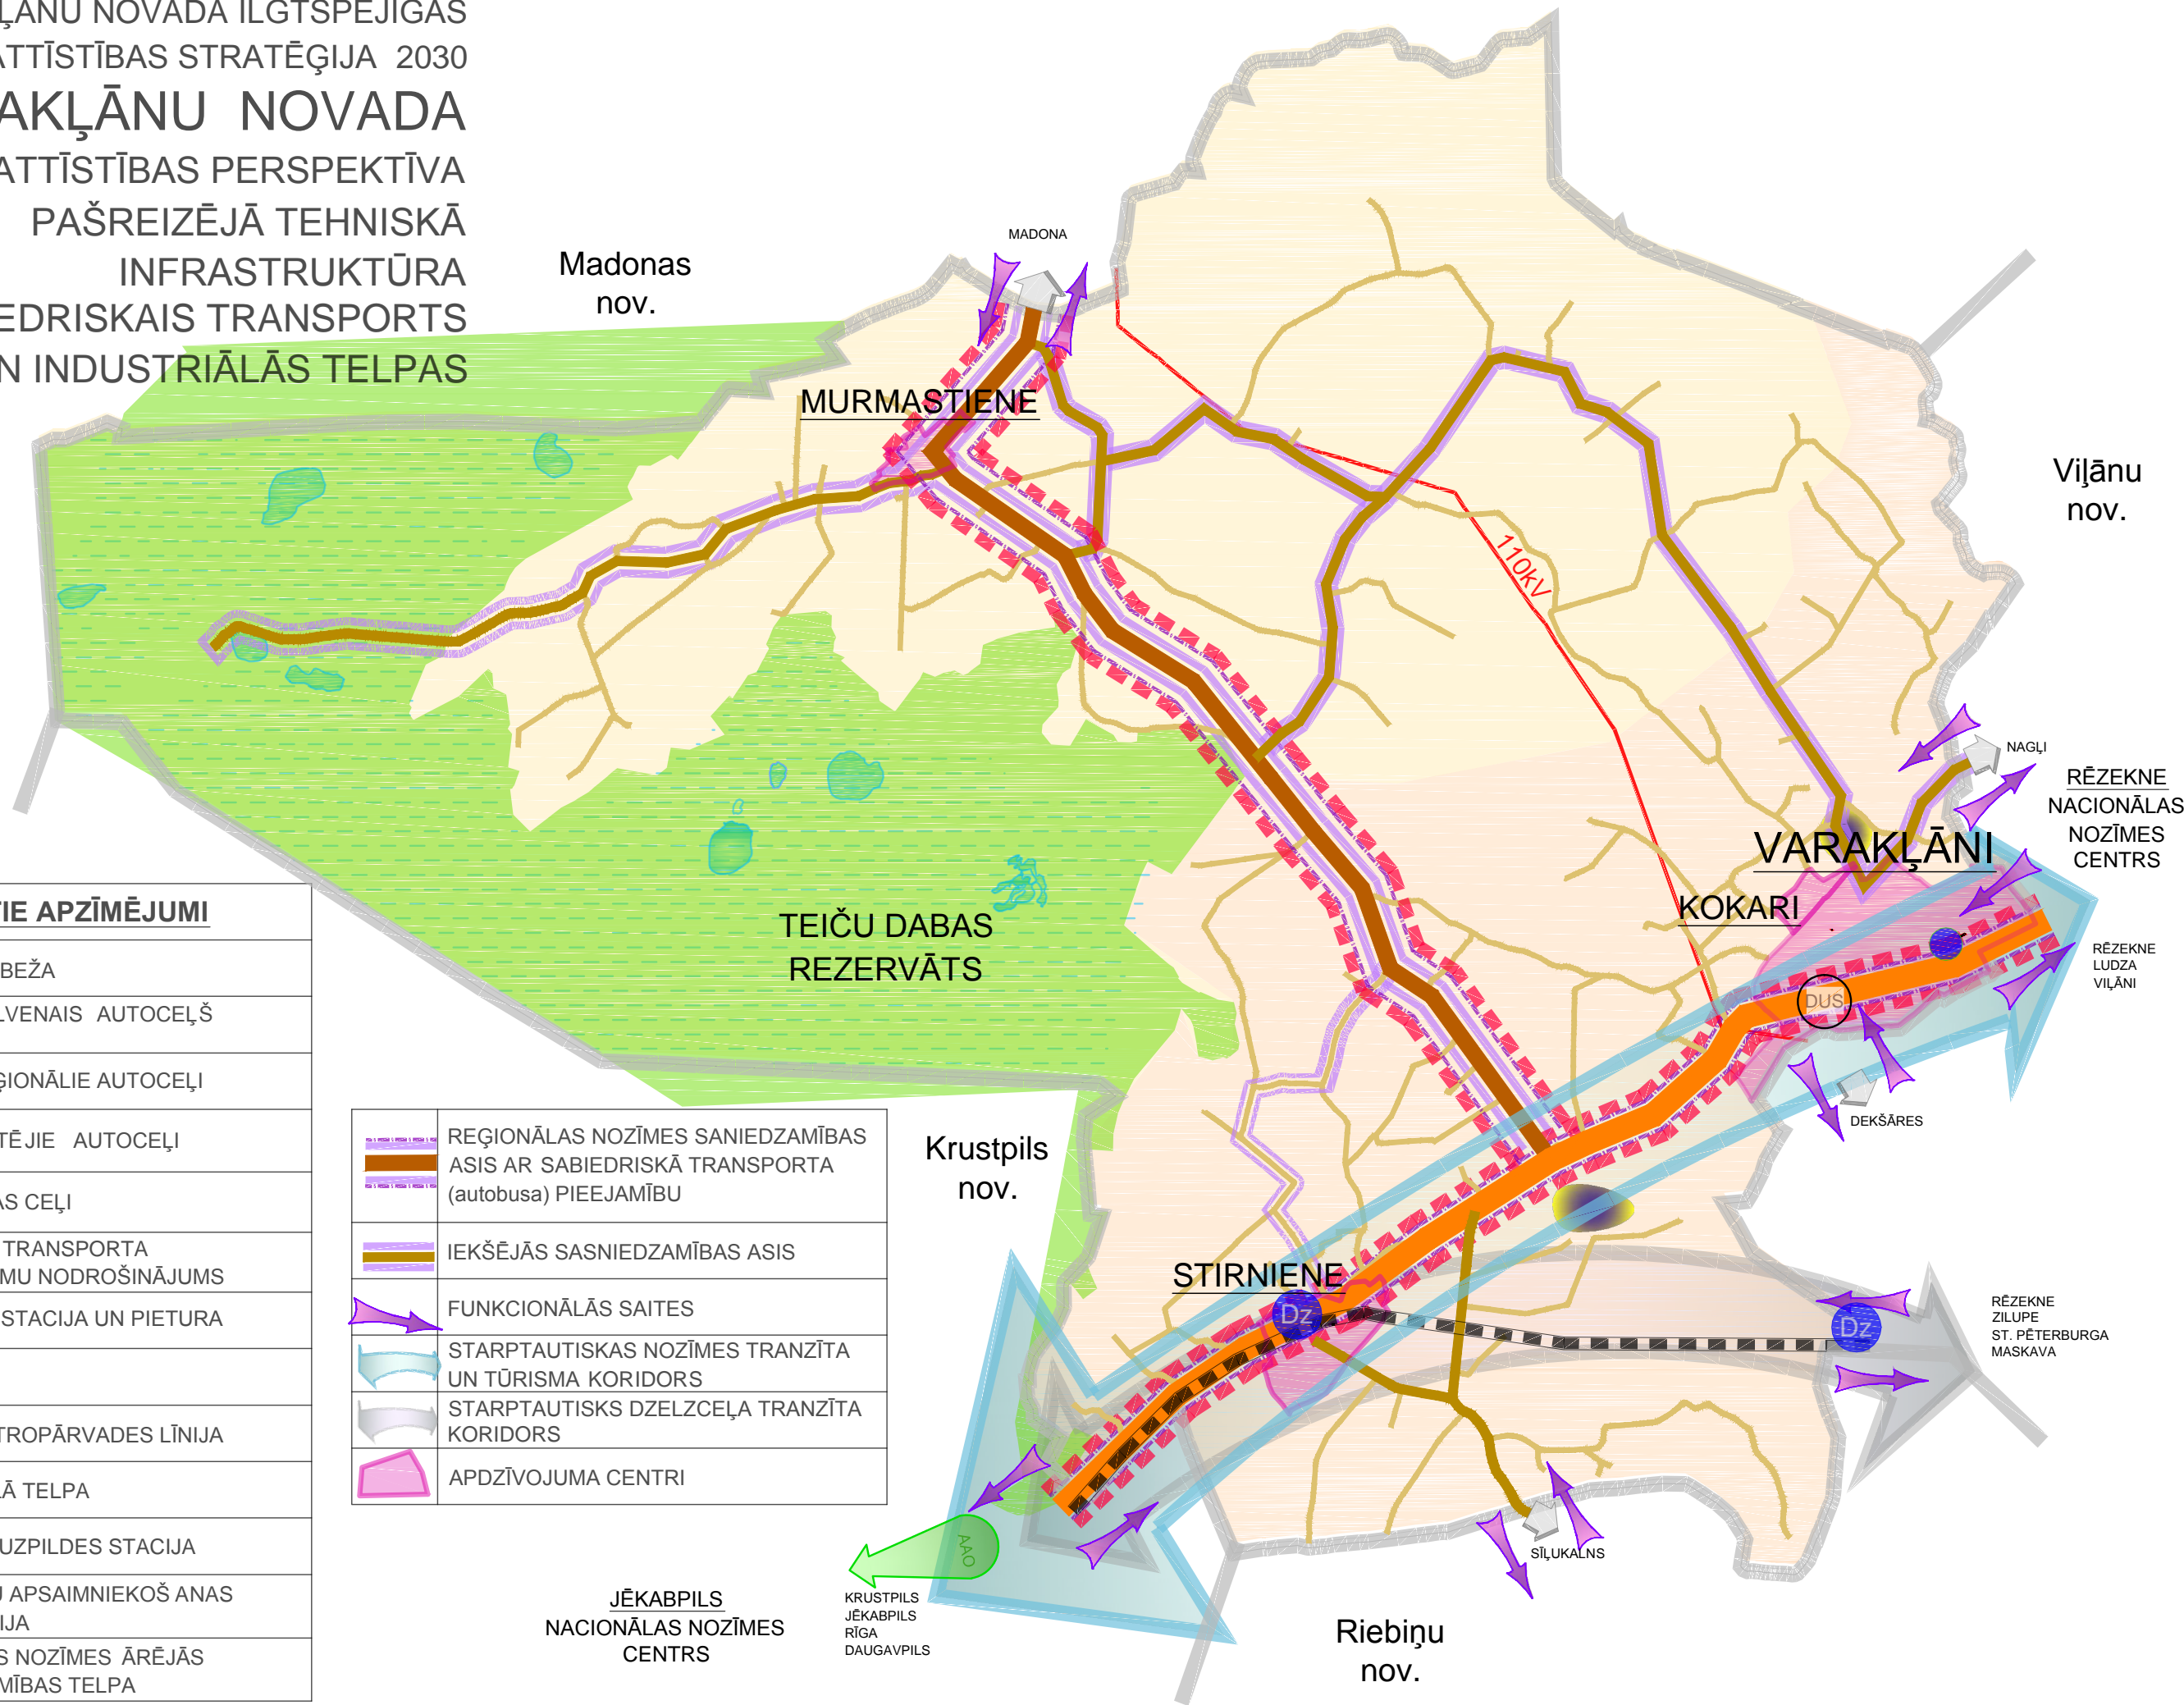 ĻĀNU NOVADA ILGTSPĒJĪGAS
ATTĪSTĪBAS STRATĒĢIJA 2030
AKĻĀNU NOVADA
ATTĪSTĪBAS PERSPEKTĪVA
PAŠREIZĒJĀ TEHNISKĀ
INFRASTRUKTŪRA
EDRISKAIS TRANSPORTS
N INDUSTRIĀLĀS TELPAS
Madonas
nov.
MADONA
MURMASTIENE
Viļānu
nov.
110kV
NAGĻI
RĒZEKNE
NACIONĀLAS
NOZĪMES
CENTRS
VARAKĻĀNI
KOKARI
TEIČU DABAS
REZERVĀTS
DUS
RĒZEKNE
LUDZA
VIĻĀNI
DEKŠĀRES
Krustpils
nov.
STIRNIENE
Dz
Dz
RĒZEKNE
ZILUPE
ST. PĒTERBURGA
MASKAVA
SĪĻUKALNS
AAO
KRUSTPILS
JĒKABPILS
RĪGA
DAUGAVPILS
JĒKABPILS
NACIONĀLAS NOZĪMES
CENTRS
Riebiņu
nov.
TIE APZĪMĒJUMI
BEŽA
LVENAIS AUTOCEĻŠ
ĢIONĀLIE AUTOCEĻI
TĒJIE AUTOCEĻI
AS CEĻI
TRANSPORTA
MU NODROŠINĀJUMS
STACIJA UN PIETURA
TROPĀRVADES LĪNIJA
LĀ TELPA
UZPILDES STACIJA
U APSAIMNIEKOŠ ANAS
IJA
S NOZĪMES ĀRĒJĀS
MĪBAS TELPA
REĢIONĀLAS NOZĪMES SANIEDZAMĪBAS
ASIS AR SABIEDRISKĀ TRANSPORTA
(autobusa) PIEEJAMĪBU
IEKŠĒJĀS SASNIEDZAMĪBAS ASIS
FUNKCIONĀLĀS SAITES
STARPTAUTISKAS NOZĪMES TRANZĪTA
UN TŪRISMA KORIDORS
STARPTAUTISKS DZELZCEĻA TRANZĪTA
KORIDORS
APDZĪVOJUMA CENTRI